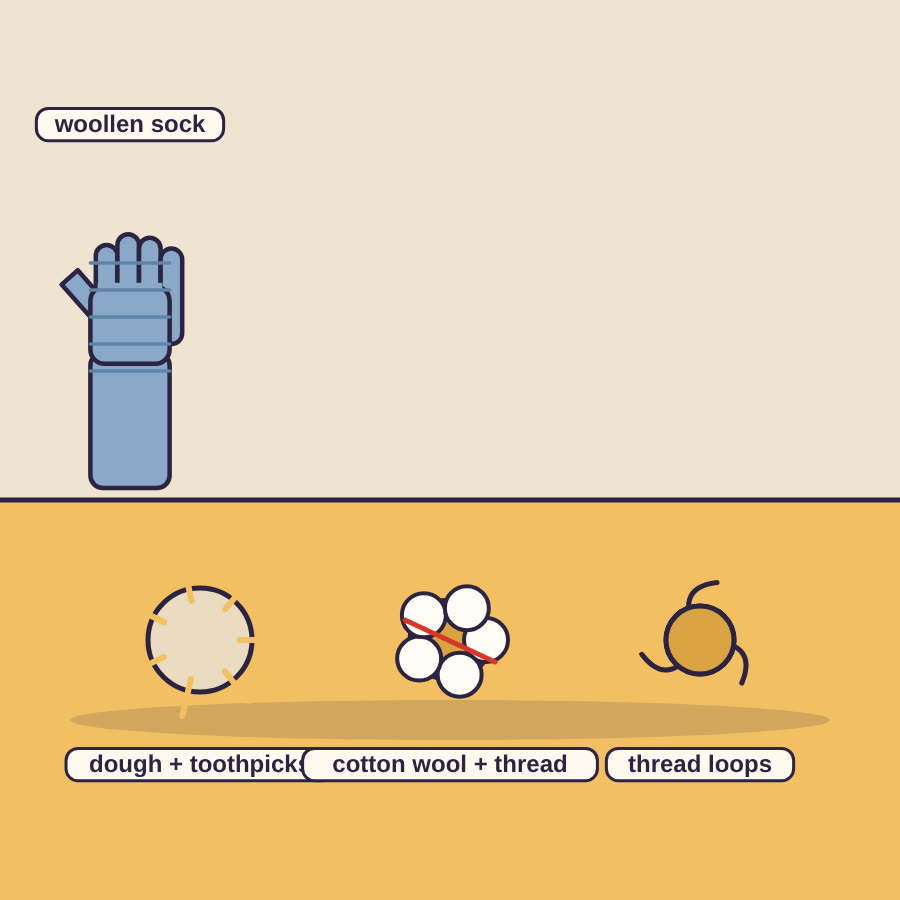 woollen sock
dough + toothpicks
cotton wool + thread
thread loops